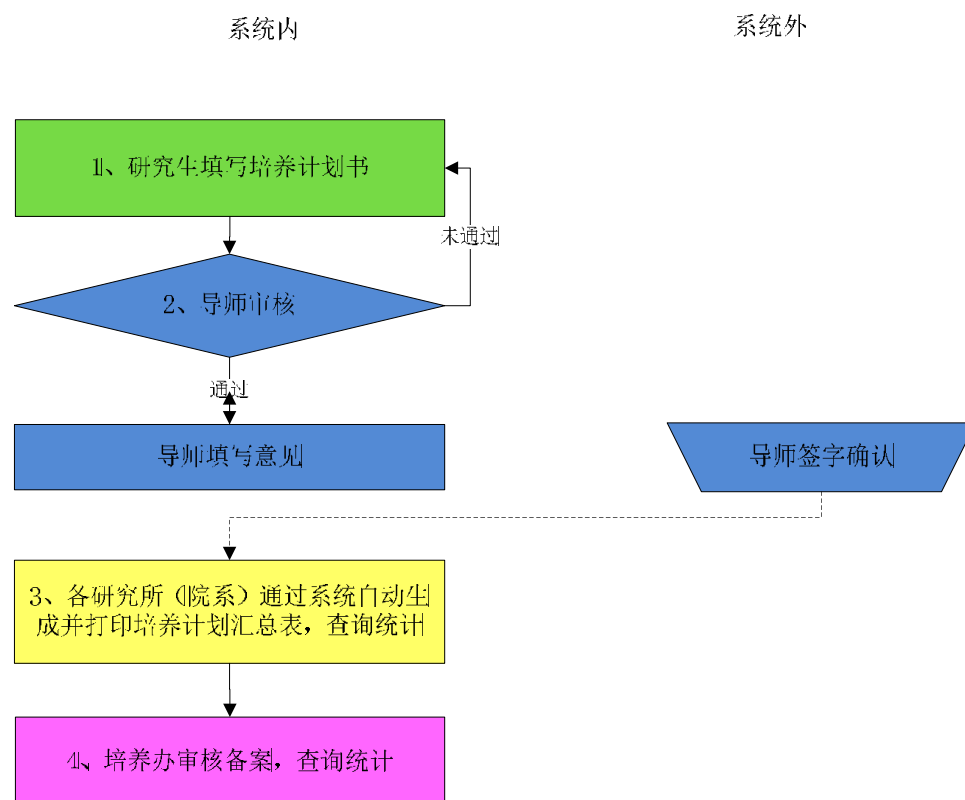 系统内
系统外
1、研究生填写培养计划书
未通过
2、导师审核
通过
导师填写意见
导师签字确认
3、各研究所（院系）通过系统自动生
成并打印培养计划汇总表，查询统计
4、培养办审核备案，查询统计